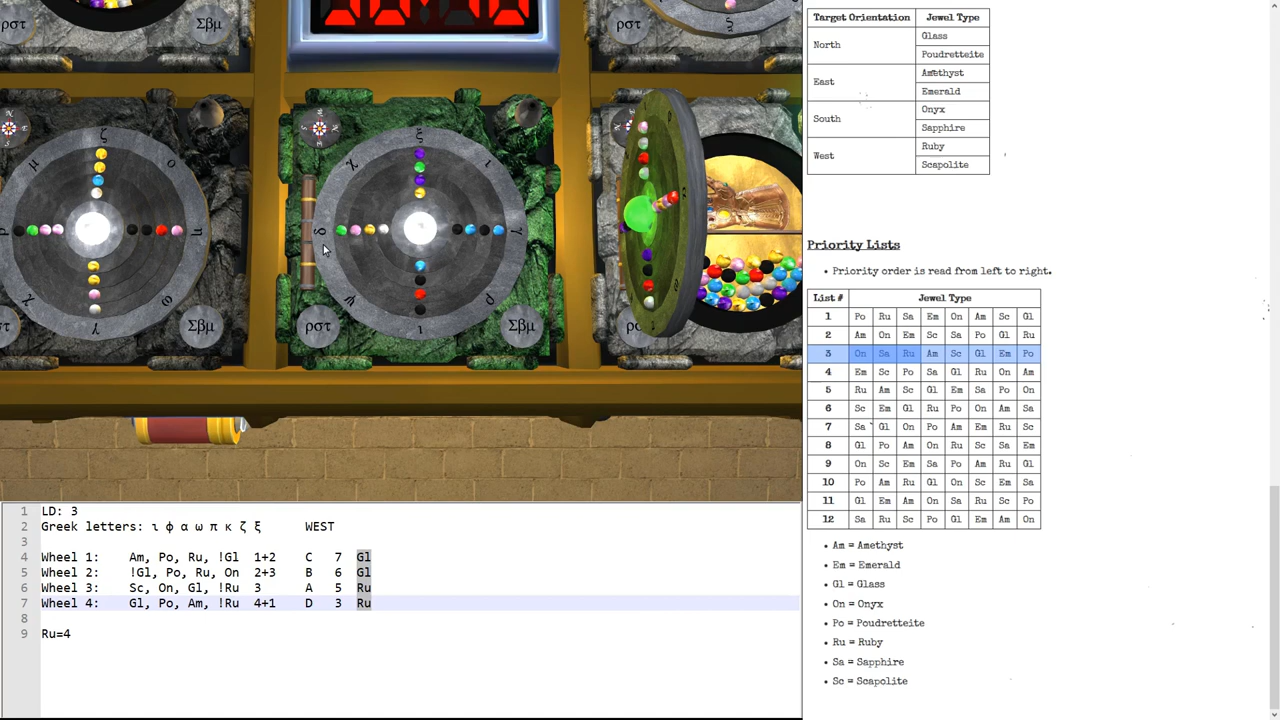 ρστ
Σβμ
ξ
ζ
μ
ο
ρ
η
χ
ω
γ
ρστ
Σβμ
ξ
χ
ι
δ
γ
ψ
ρ
ι
ρστ
Σβμ
Target Orientation Jewel Type
North Glass
Poudretteite
East Amethyst
Emerald
South Onyx
Sapphire
West Ruby
Scapolite
Priority Lists
• Priority order is read from left to right.
List # Jewel Type
1 Po Ru Sa Em On Am Sc Gl
2 Am On Em Sc Sa Po Gl Ru
3 On Sa Ru Am Sc Gl Em Po
4 Em Sc Po Sa Gl Ru On Am
5 Ru Am Sc Gl Em Sa Po On
6 Sc Em Gl Ru Po On Am Sa
7 Sa Gl On Po Am Em Ru Sc
8 Gl Po Am On Ru Sc Sa Em
9 On Sc Em Sa Po Am Ru Gl
10 Po Am Ru Gl On Sc Em Sa
11 Gl Em Am On Sa Ru Sc Po
12 Sa Ru Sc Po Gl Em Am On
• Am = Amethyst
• Em = Emerald
• Gl = Glass
• On = Onyx
• Po = Poudretteite
• Ru = Ruby
• Sa = Sapphire
• Sc = Scapolite
1 LD: 3
2 Greek letters: ι φ α ω π κ ζ ξ WEST
3
4 Wheel 1: Am, Po, Ru, !Gl 1+2 C 7 Gl
5 Wheel 2: !Gl, Po, Ru, On 2+3 B 6 Gl
6 Wheel 3: Sc, On, Gl, !Ru 3 A 5 Ru
7 Wheel 4: Gl, Po, Am, !Ru 4+1 D 3 Ru
8
9 Ru=4